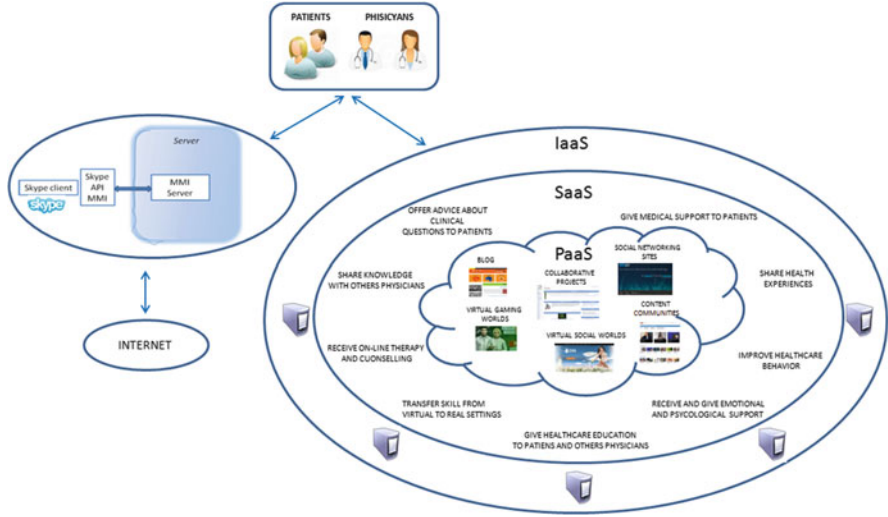 PATIENTS
PHISICYANS
Server
Skype client
skype
Skype
API
MMI
MMI
Server
INTERNET
IaaS
SaaS
OFFER ADVICE ABOUT
CLINICAL
QUESTIONS TO PATIENTS
GIVE MEDICAL SUPPORT TO PATIENTS
PaaS
BLOG
COLLABORATIVE
PROJECTS
SOCIAL NETWORKING
SITES
SHARE KNOWLEDGE
WITH OTHERS PHYSICIANS
SHARE HEALTH
EXPERIENCES
VIRTUAL GAMING
WORLDS
VIRTUAL SOCIAL WORLDS
CONTENT
COMMUNITIES
RECEIVE ON-LINE THERAPY
AND CUONSELLING
IMPROVE HEALTHCARE
BEHAVIOR
TRANSFER SKILL FROM
VIRTUAL TO REAL SETTINGS
RECEIVE AND GIVE EMOTIONAL
AND PSYCOLOGICAL SUPPORT
GIVE HEALTHCARE EDUCATION
TO PATIENS AND OTHERS PHYSICIANS